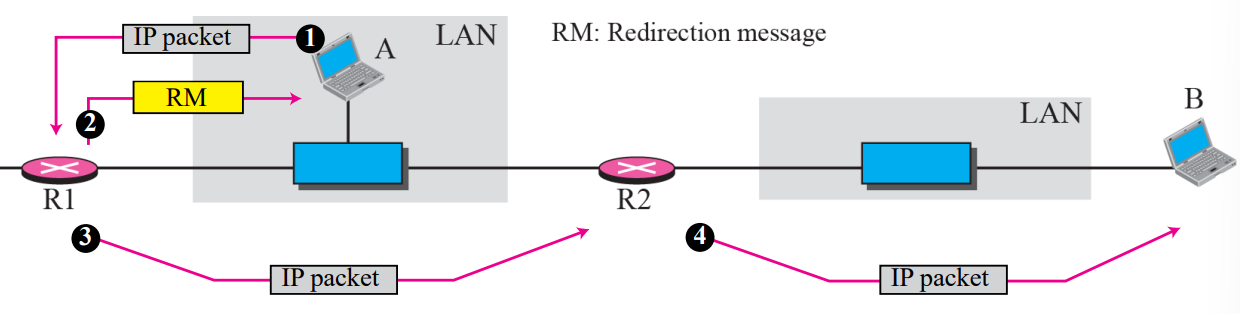 1
IP packet
A
LAN
RM: Redirection message
RM
2
B
LAN
R1
R2
3
IP packet
4
IP packet